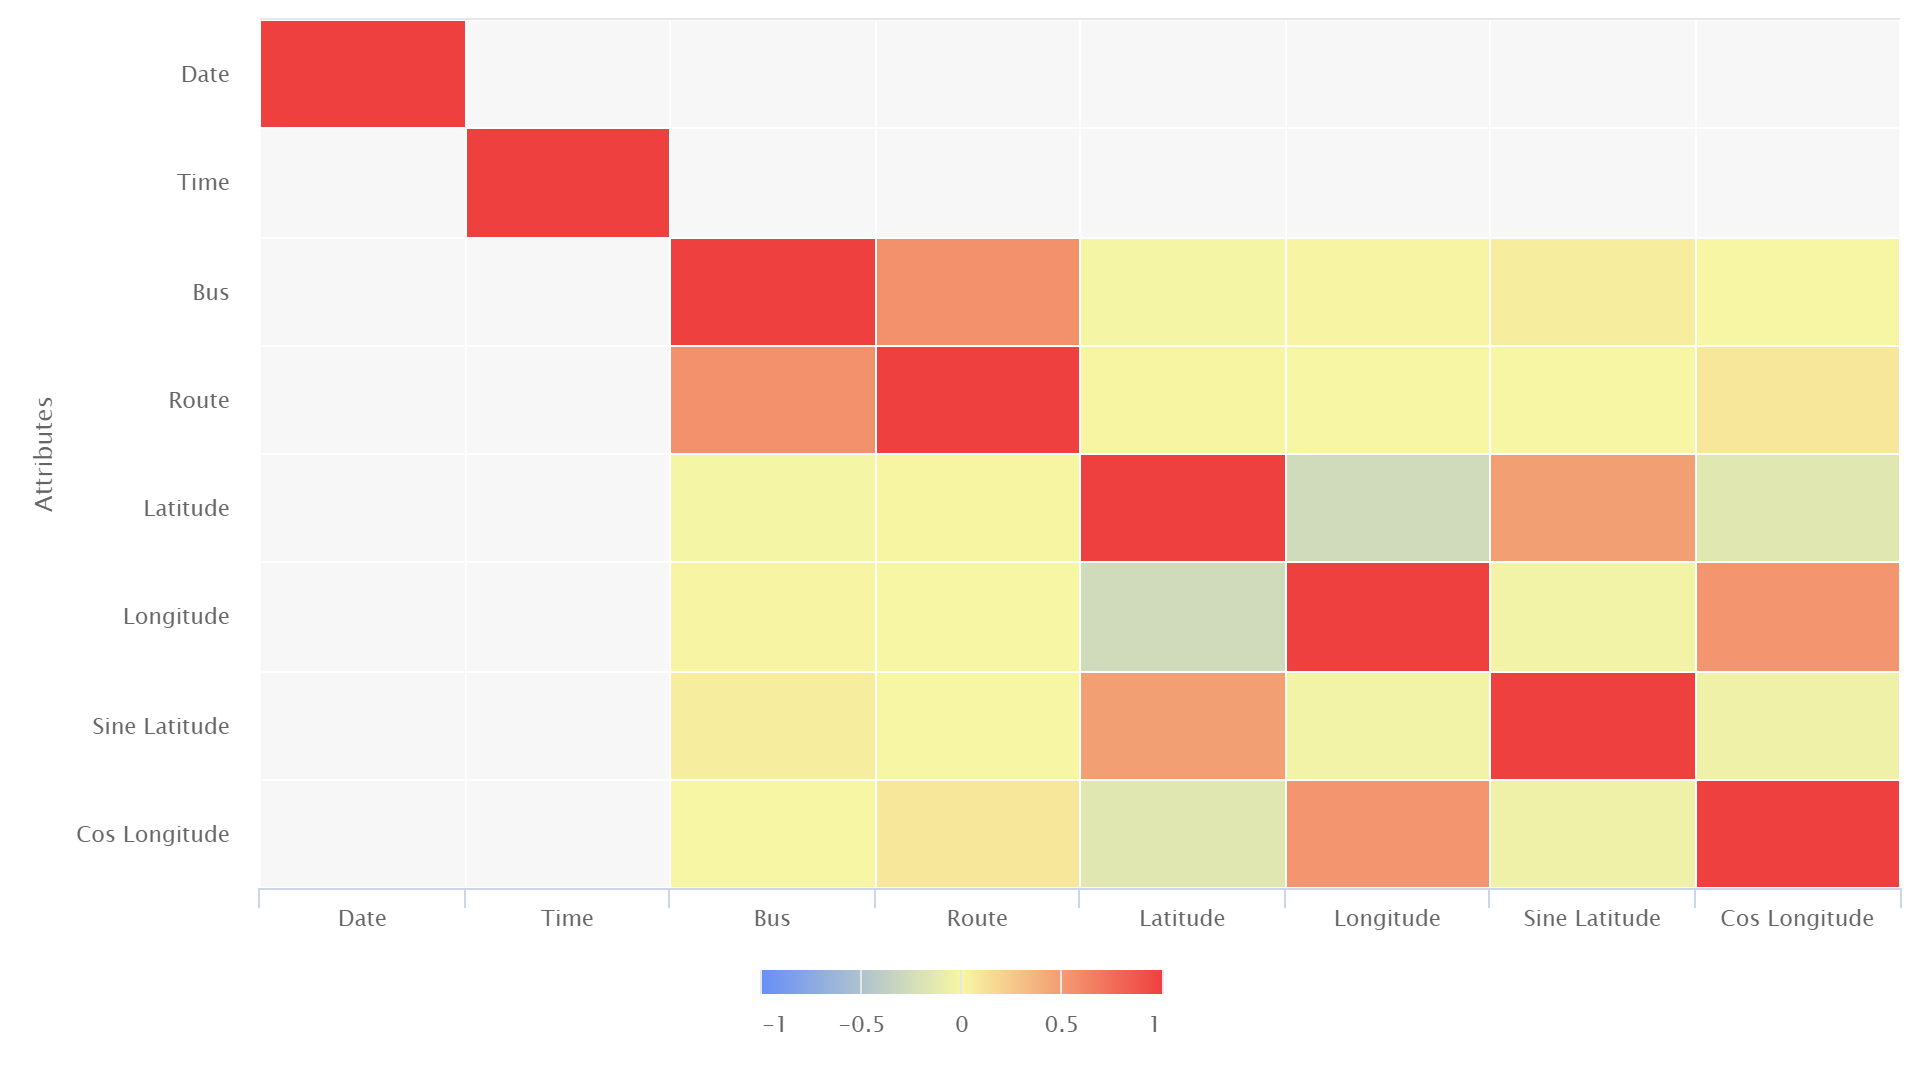 Attributes
Date
Time
Bus
Route
Latitude
Longitude
Sine Latitude
Cos Longitude
Date Time Bus Route Latitude Longitude Sine Latitude Cos Longitude
-1 -0.5 0 0.5 1